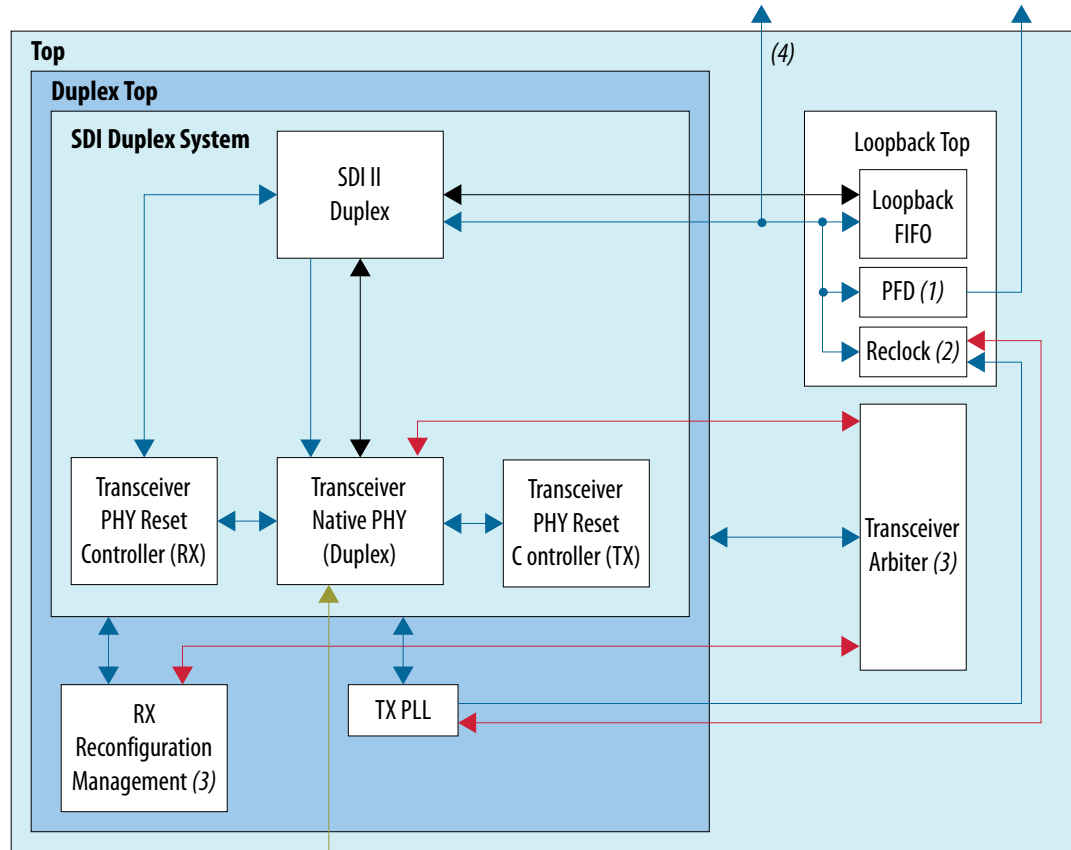 Top
(4)
Duplex Top
SDI Duplex System
SDI II
Duplex
Loopback Top
Loopback
FIFO
PFD (1)
Reclock (2)
Transceiver
PHY Reset
Controller (RX)
Transceiver
Native PHY
(Duplex)
Transceiver
PHY Reset
C ontroller (TX)
Transceiver
Arbiter (3)
RX
Reconfiguration
Management (3)
TX PLL